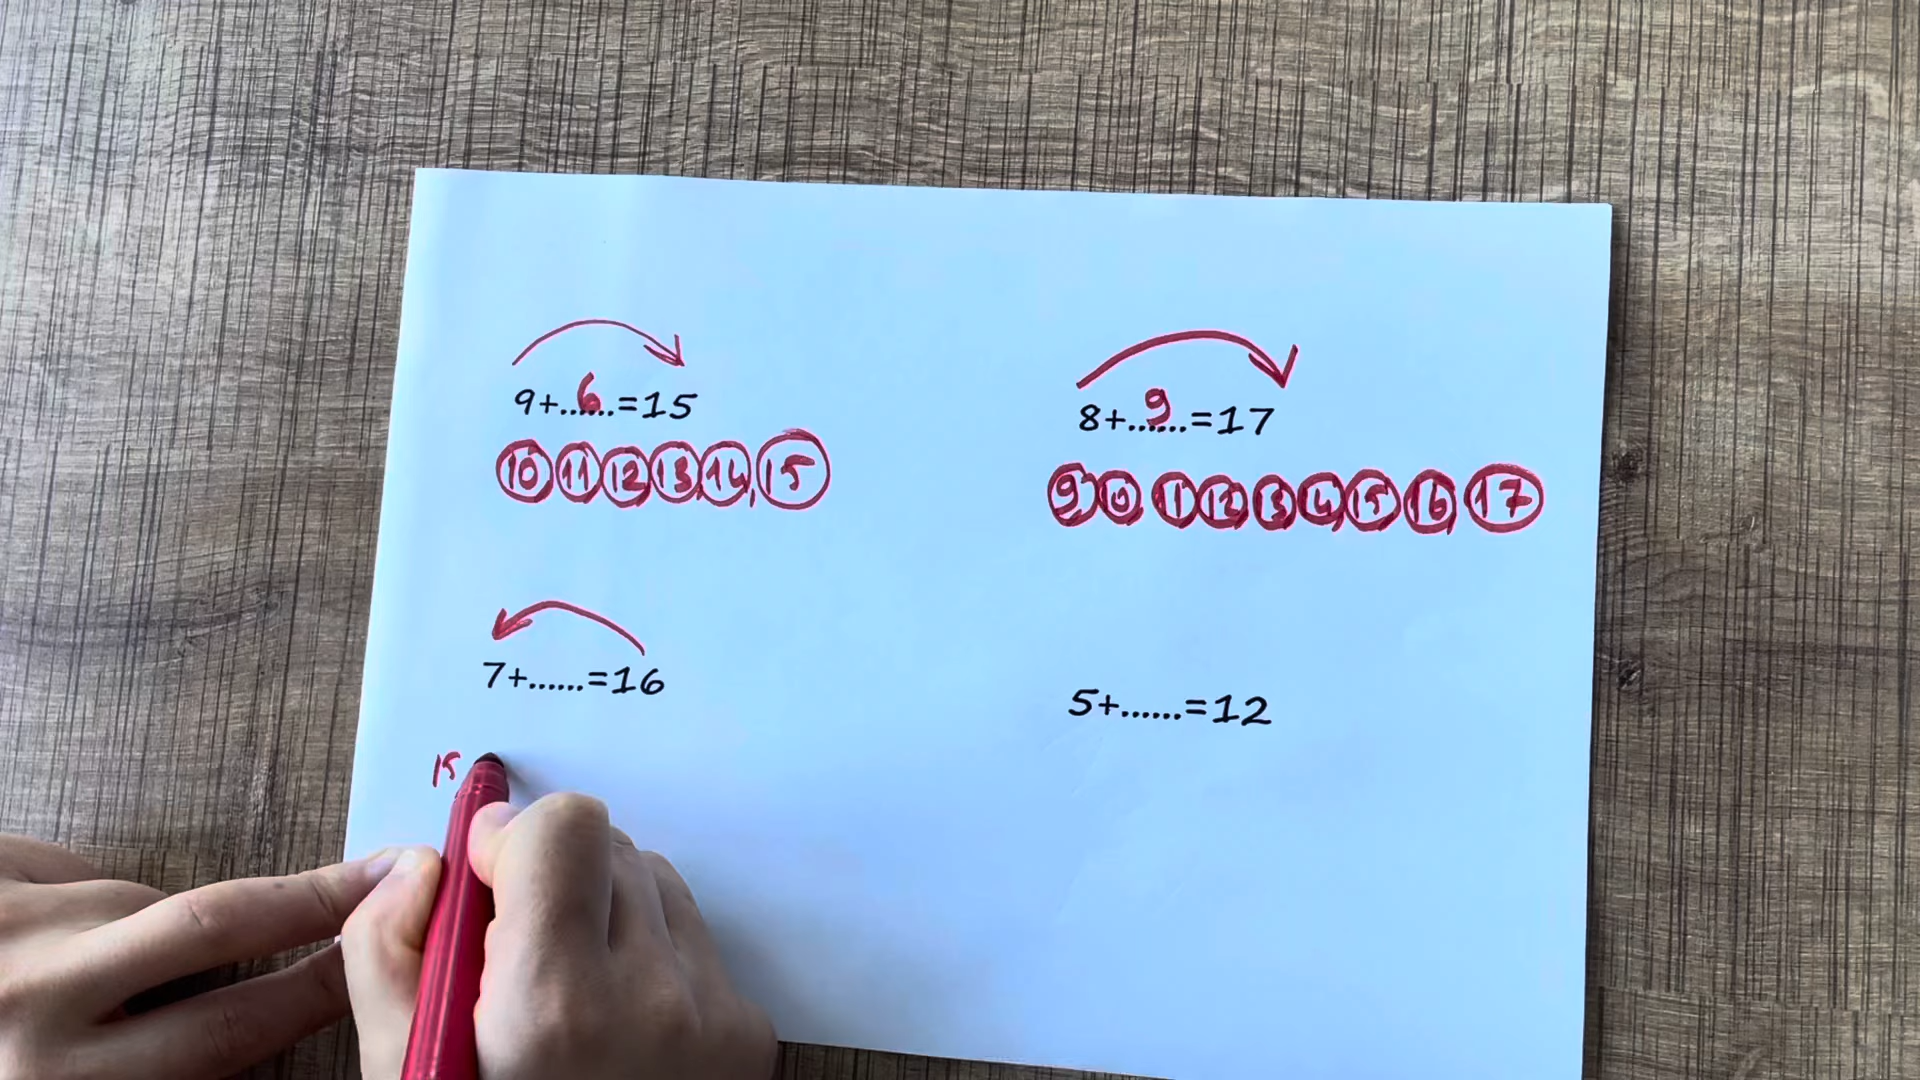 9+...6...=15
10 11 12 13, 14, 15
8+...9...=17
9 10 11 12 13 14, 15 16, 17
7+......=16
15
5+......=12